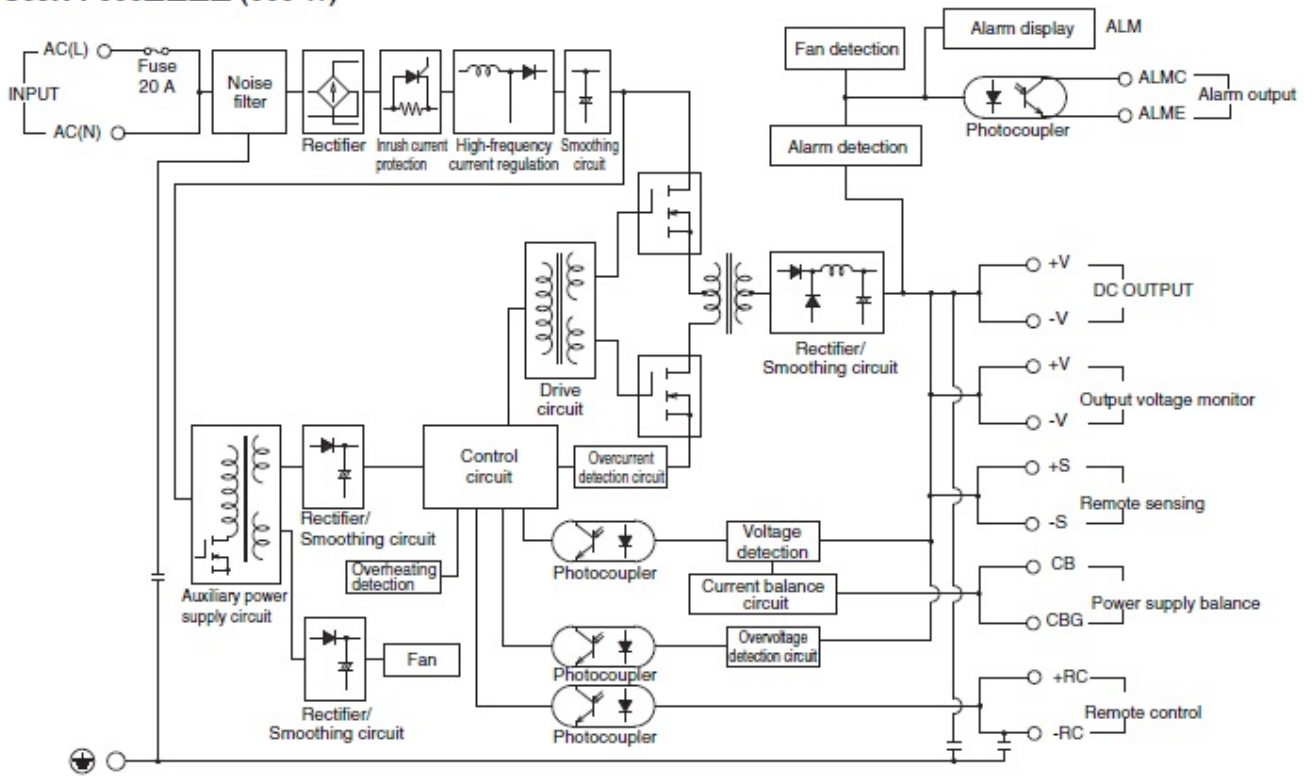 AC(L)
Fuse
20 A
INPUT
AC(N)
Noise
filter
Rectifier
Inrush current
protection
High-frequency
current regulation
Smoothing
circuit
Fan detection
Alarm display
ALM
ALMC
ALME
Alarm output
Photocoupler
Alarm detection
Drive
circuit
Rectifier/
Smoothing circuit
+V
-V
DC OUTPUT
+V
-V
Output voltage monitor
+S
-S
Remote sensing
CB
CBG
Power supply balance
+RC
-RC
Remote control
Control
circuit
Overcurrent
detection circuit
Rectifier/
Smoothing circuit
Overheating
detection
Auxiliary power
supply circuit
Photocoupler
Voltage
detection
Current balance
circuit
Photocoupler
Overvoltage
detection circuit
Photocoupler
Fan
Rectifier/
Smoothing circuit